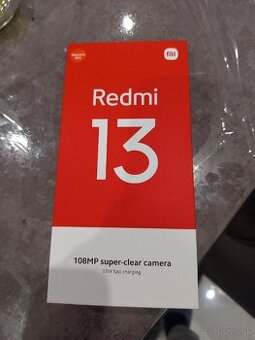 Redmi
13
108MP super-clear camera
33W fast charging